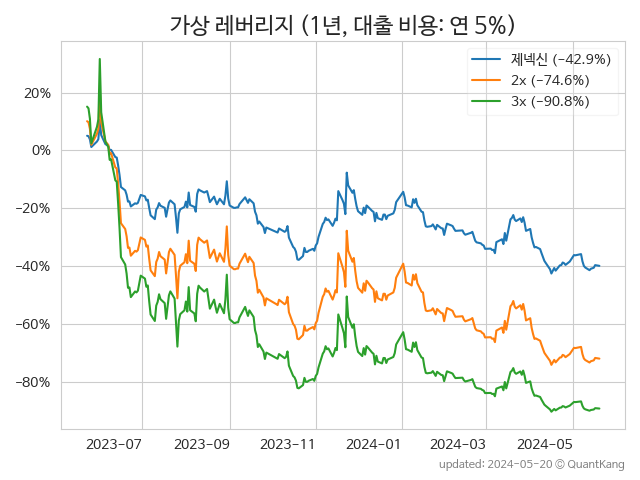 가상 레버리지 (1년, 대출 비용: 연 5%)
제넥신 (−42.9%)
2x (−74.6%)
3x (−90.8%)
20%
0%
−20%
−40%
−60%
−80%
2023-07 2023-09 2023-11 2024-01 2024-03 2024-05
updated: 2024-05-20 © QuantKang